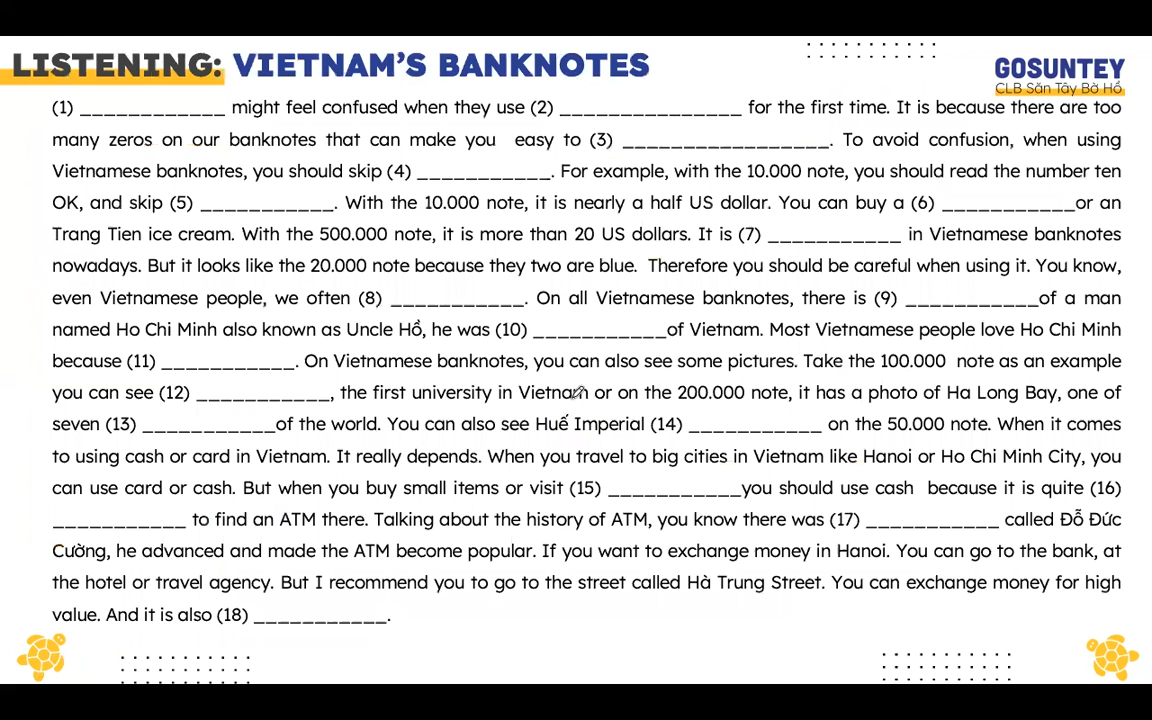 LISTENING: VIETNAM'S BANKNOTES
GOSUNTEY
CLB Săn Tây Bờ Hồ
(1) ____________ might feel confused when they use (2) _______________ for the first time. It is because there are too
many zeros on our banknotes that can make you easy to (3) _________________. To avoid confusion, when using
Vietnamese banknotes, you should skip (4) ___________. For example, with the 10.000 note, you should read the number ten
OK, and skip (5) ___________. With the 10.000 note, it is nearly a half US dollar. You can buy a (6) ___________or an
Trang Tien ice cream. With the 500.000 note, it is more than 20 US dollars. It is (7) ___________ in Vietnamese banknotes
nowadays. But it looks like the 20.000 note because they two are blue. Therefore you should be careful when using it. You know,
even Vietnamese people, we often (8) ___________. On all Vietnamese banknotes, there is (9) ___________of a man
named Ho Chi Minh also known as Uncle Hồ, he was (10) ___________of Vietnam. Most Vietnamese people love Ho Chi Minh
because (11) ___________. On Vietnamese banknotes, you can also see some pictures. Take the 100.000 note as an example
you can see (12) ___________, the first university in Vietnam or on the 200.000 note, it has a photo of Ha Long Bay, one of
seven (13) ___________of the world. You can also see Huế Imperial (14) ___________ on the 50.000 note. When it comes
to using cash or card in Vietnam. It really depends. When you travel to big cities in Vietnam like Hanoi or Ho Chi Minh City, you
can use card or cash. But when you buy small items or visit (15) ___________you should use cash because it is quite (16)
___________ to find an ATM there. Talking about the history of ATM, you know there was (17) ___________ called Đỗ Đức
Cường, he advanced and made the ATM become popular. If you want to exchange money in Hanoi. You can go to the bank, at
the hotel or travel agency. But I recommend you to go to the street called Hà Trung Street. You can exchange money for high
value. And it is also (18) ___________.